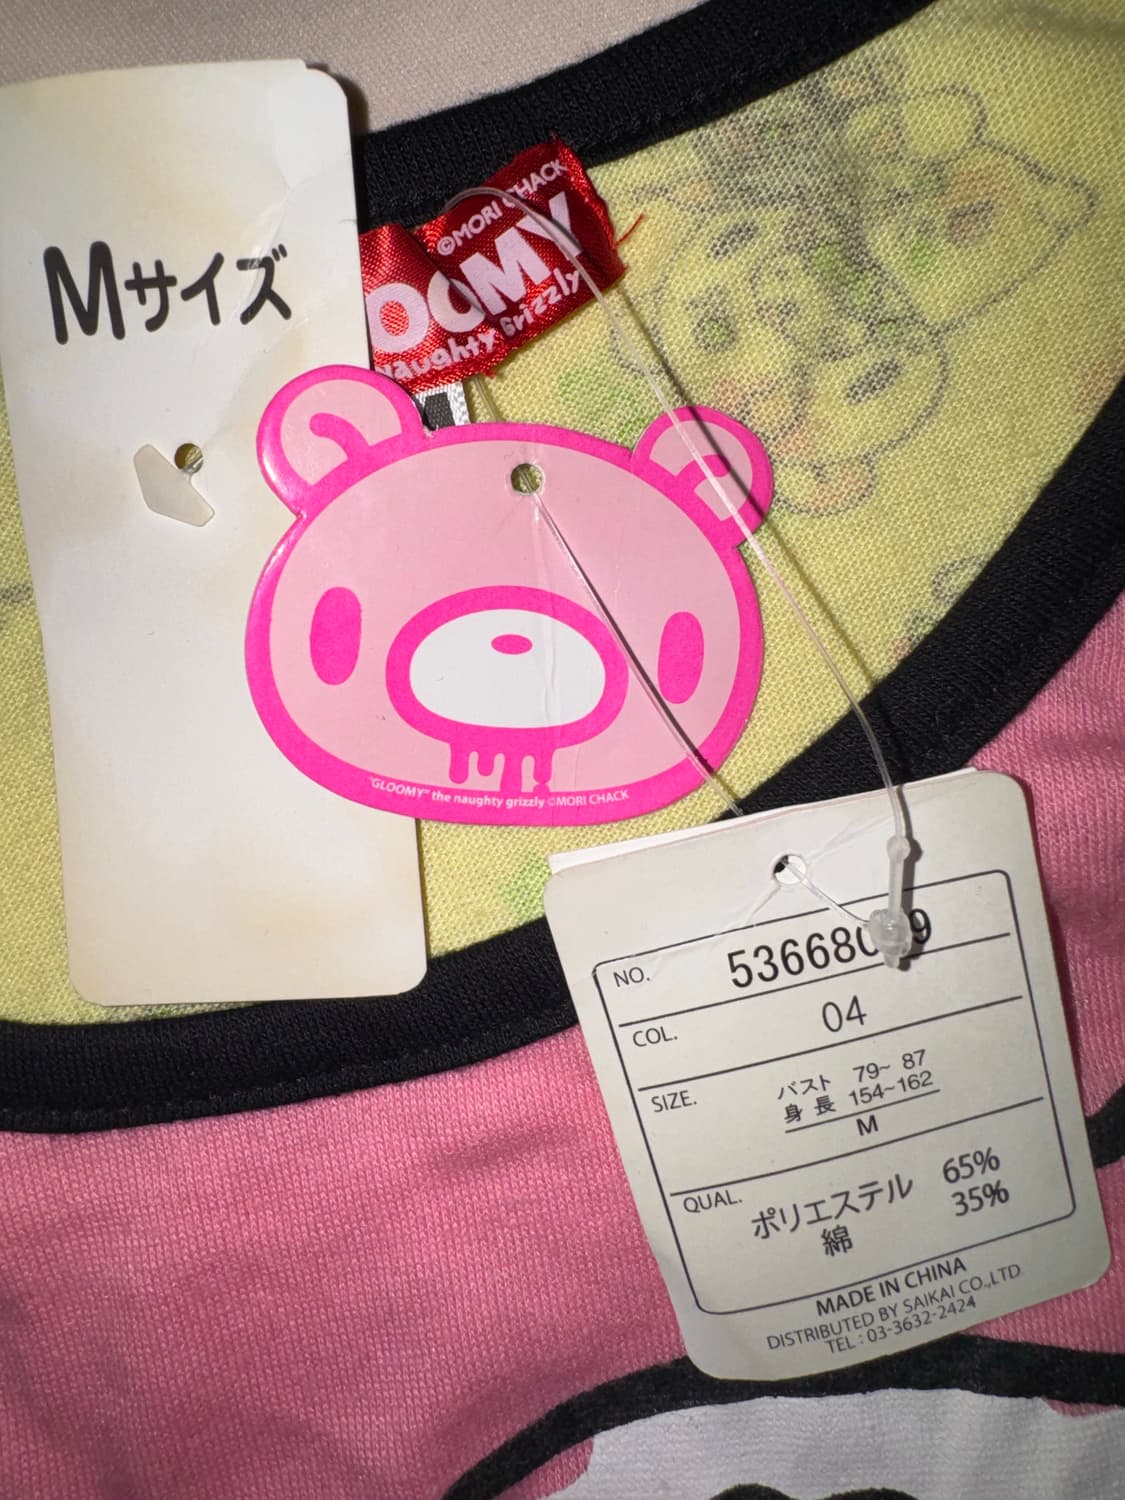 Mサイズ
©MORI CHACK
OOMY
Naughty Grizzly
"GLOOMY" the naughty grizzly ©MORI CHACK
NO.
COL. 04
SIZE. バスト 79~ 87
身長 154~162
M
QUAL. ポリエステル 65%
綿 35%
MADE IN CHINA
DISTRIBUTED BY SAIKAI CO.,LTD
TEL : 03-3632-2424